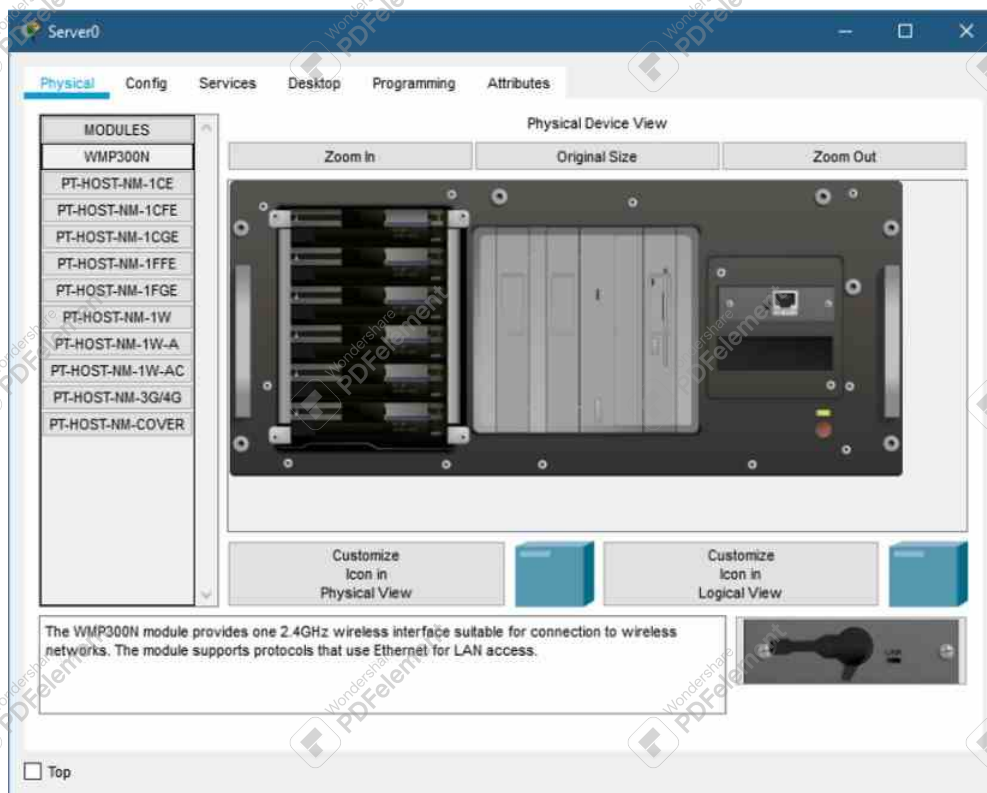 Server0
Physical Config Services Desktop Programming Attributes
MODULES
WMP300N
PT-HOST-NM-1CE
PT-HOST-NM-1CFE
PT-HOST-NM-1CGE
PT-HOST-NM-1FFE
PT-HOST-NM-1FGE
PT-HOST-NM-1W
PT-HOST-NM-1W-A
PT-HOST-NM-1W-AC
PT-HOST-NM-3G/4G
PT-HOST-NM-COVER
Physical Device View
Zoom In Original Size Zoom Out
Customize
Icon in
Physical View
Customize
Icon in
Logical View
The WMP300N module provides one 2.4GHz wireless interface suitable for connection to wireless
networks. The module supports protocols that use Ethernet for LAN access.
Top
Wondershare
PDFelement